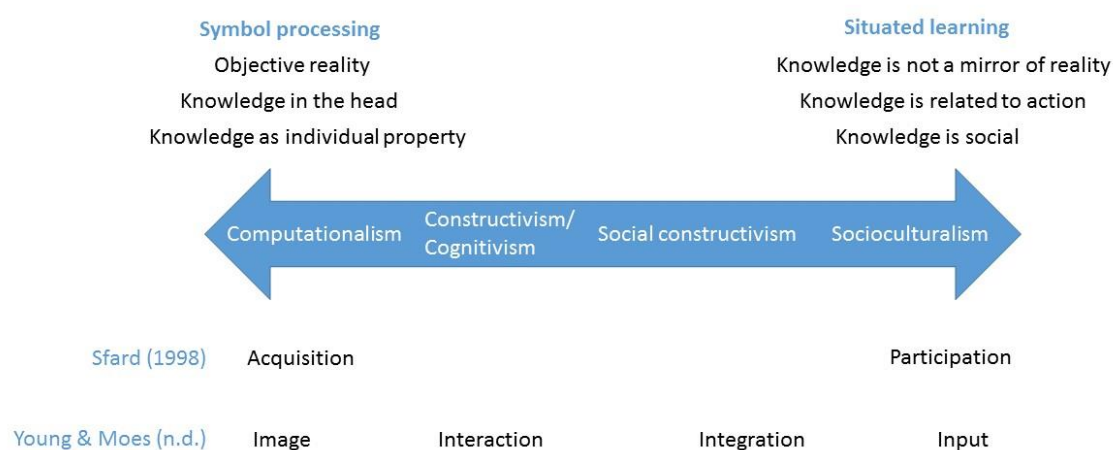 Symbol processing
Objective reality
Knowledge in the head
Knowledge as individual property
Situated learning
Knowledge is not a mirror of reality
Knowledge is related to action
Knowledge is social
Computationalism
Constructivism/
Cognitivism
Social constructivism
Socioculturalism
Sfard (1998) Acquisition Participation
Young & Moes (n.d.) Image Interaction Integration Input